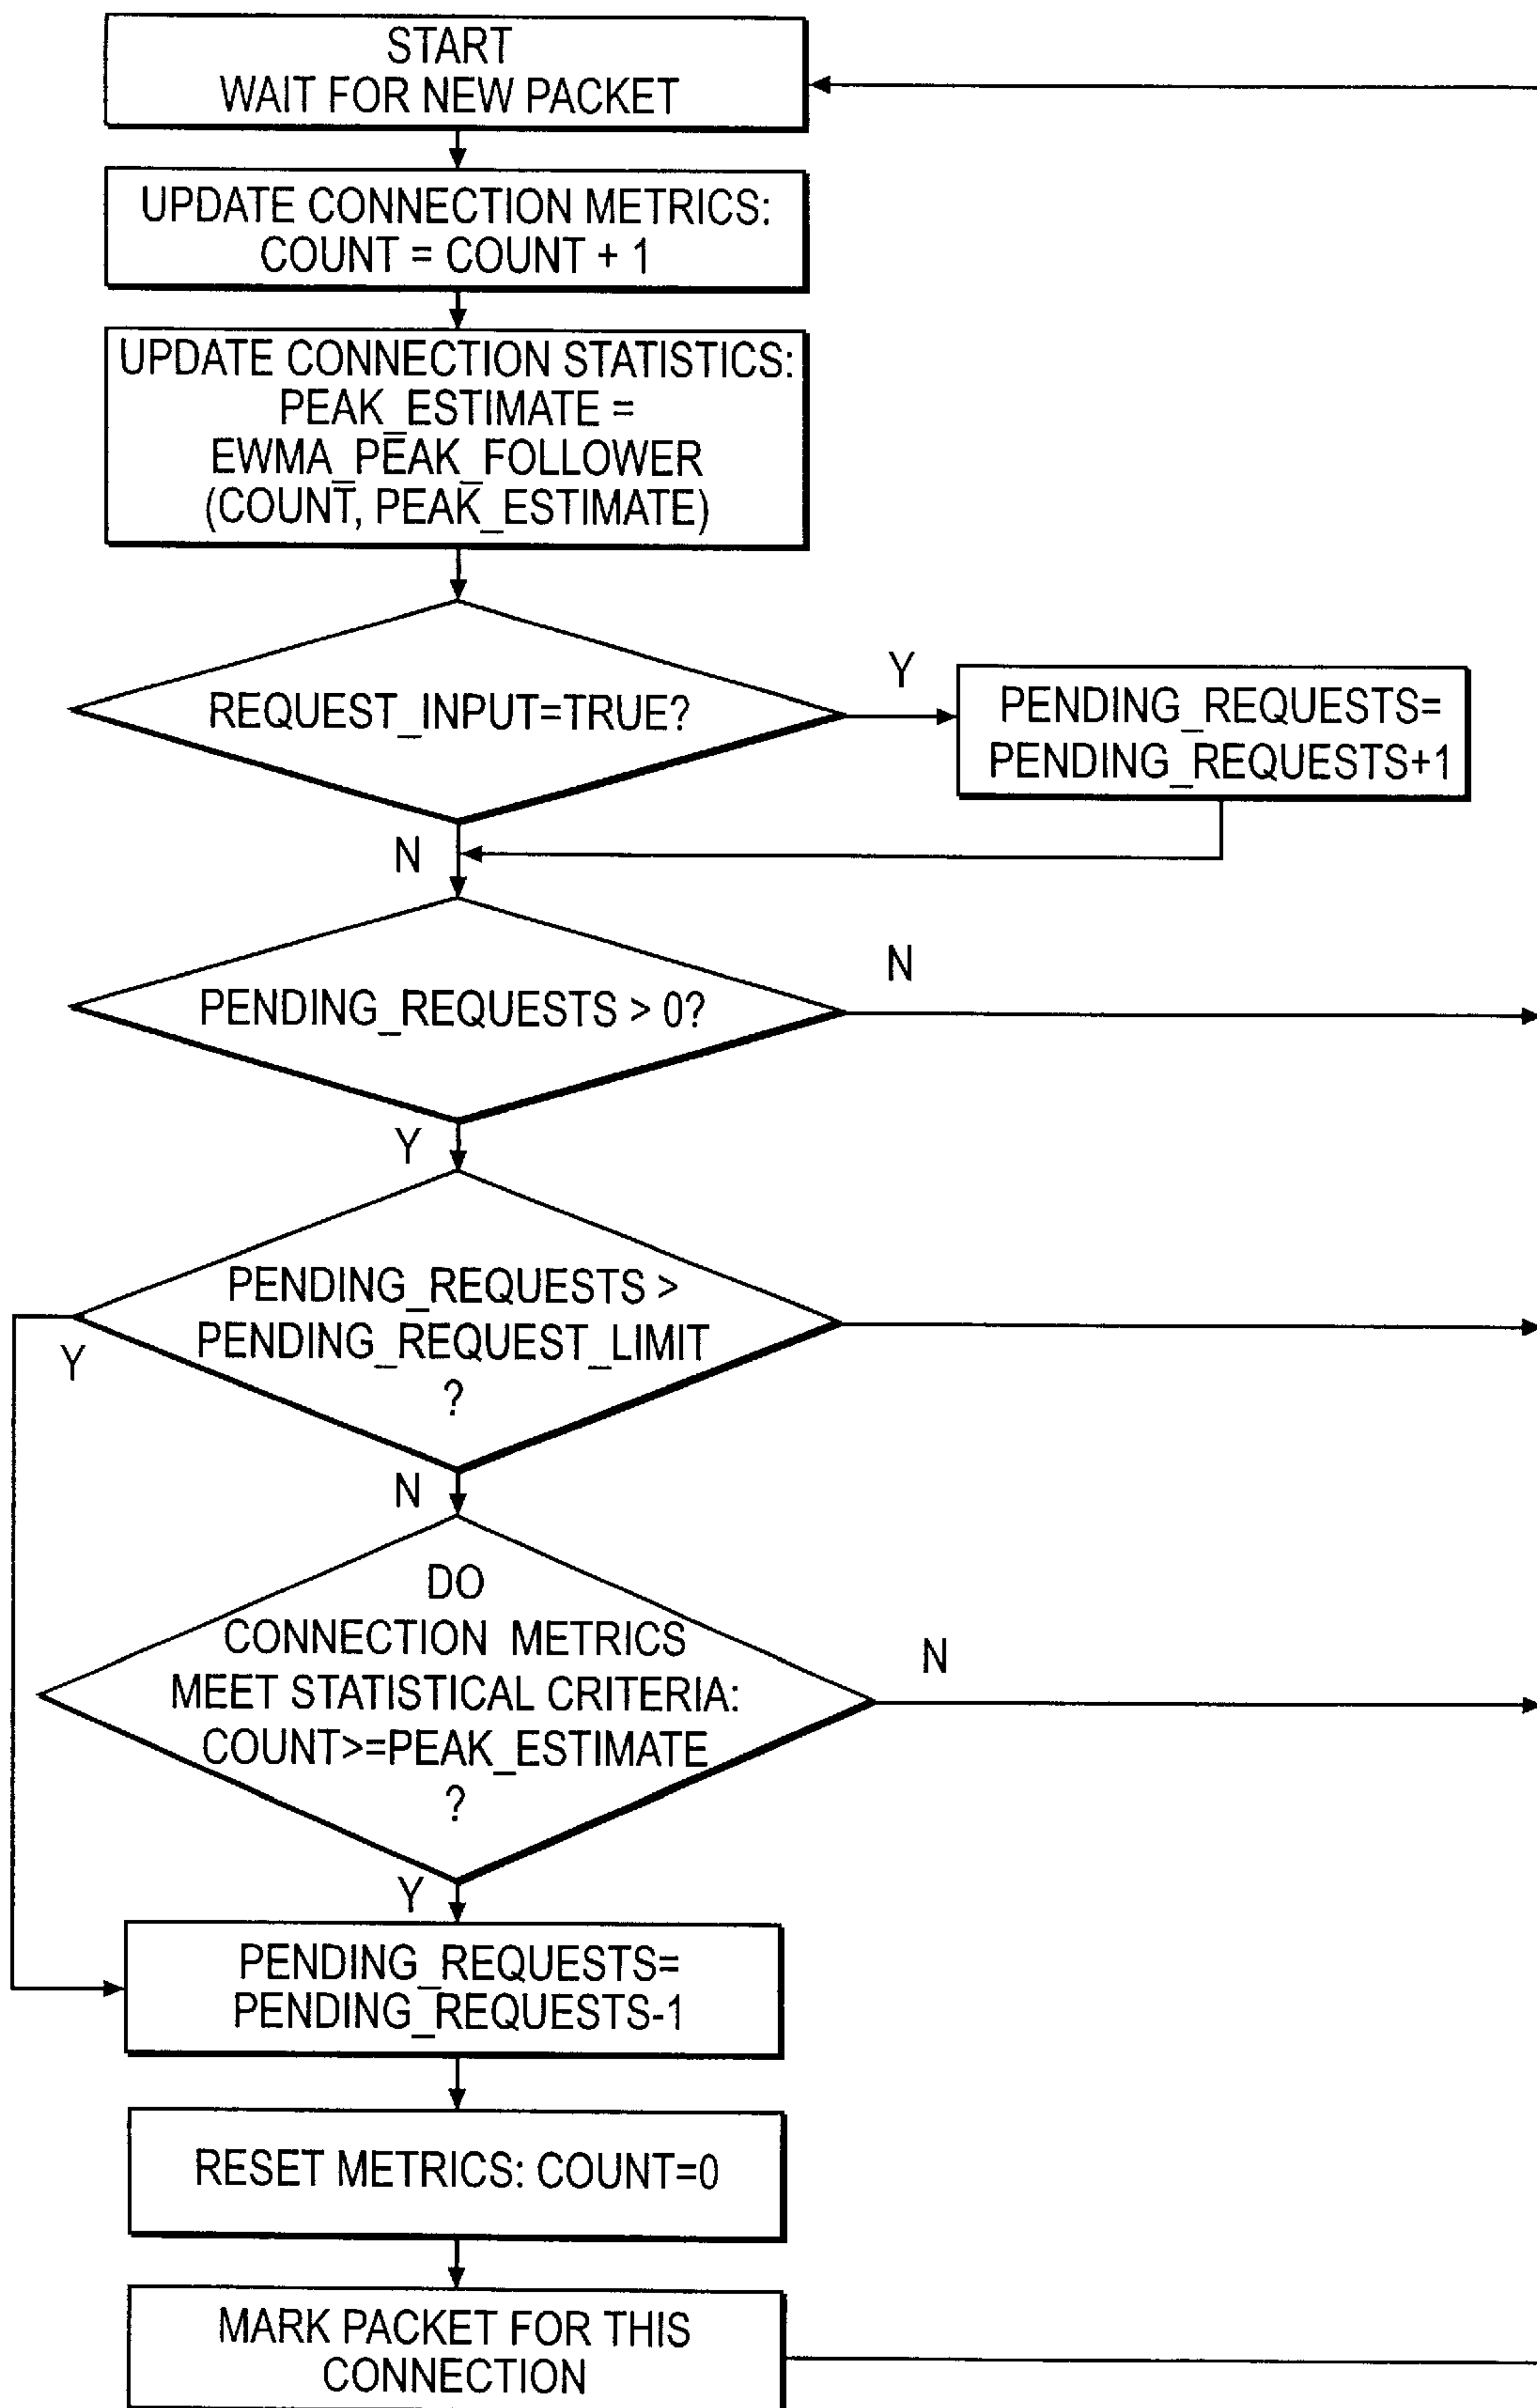 START
WAIT FOR NEW PACKET
UPDATE CONNECTION METRICS:
COUNT = COUNT + 1
UPDATE CONNECTION STATISTICS:
PEAK_ESTIMATE =
EWMA_PEAK_FOLLOWER
(COUNT, PEAK_ESTIMATE)
REQUEST_INPUT=TRUE?
Y
PENDING_REQUESTS=
PENDING_REQUESTS+1
N
PENDING_REQUESTS > 0?
N
Y
PENDING_REQUESTS >
PENDING_REQUEST_LIMIT
?
Y
N
DO
CONNECTION METRICS
MEET STATISTICAL CRITERIA:
COUNT>=PEAK_ESTIMATE
?
N
Y
PENDING_REQUESTS=
PENDING_REQUESTS-1
RESET METRICS: COUNT=0
MARK PACKET FOR THIS
CONNECTION